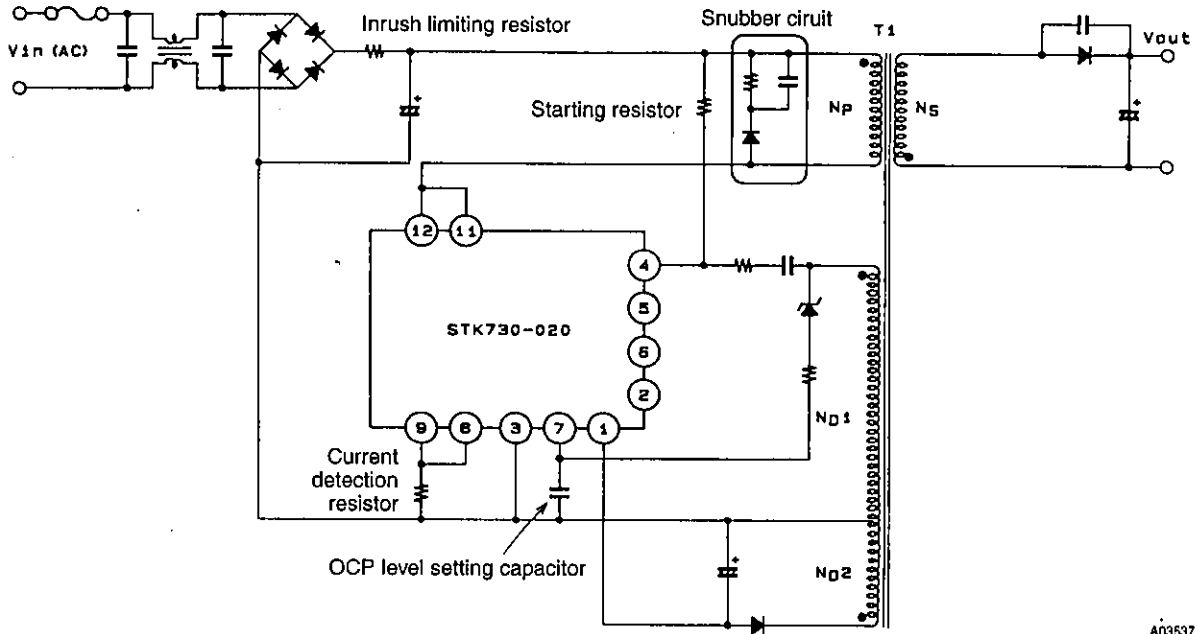 Inrush limiting resistor
Snubber ciruit
T1
Vin (AC)
Vout
Starting resistor
NP
NS
12
11
4
5
STK730-020
6
2
ND1
9
8
3
7
1
Current
detection
resistor
OCP level setting capacitor
ND2
A03537